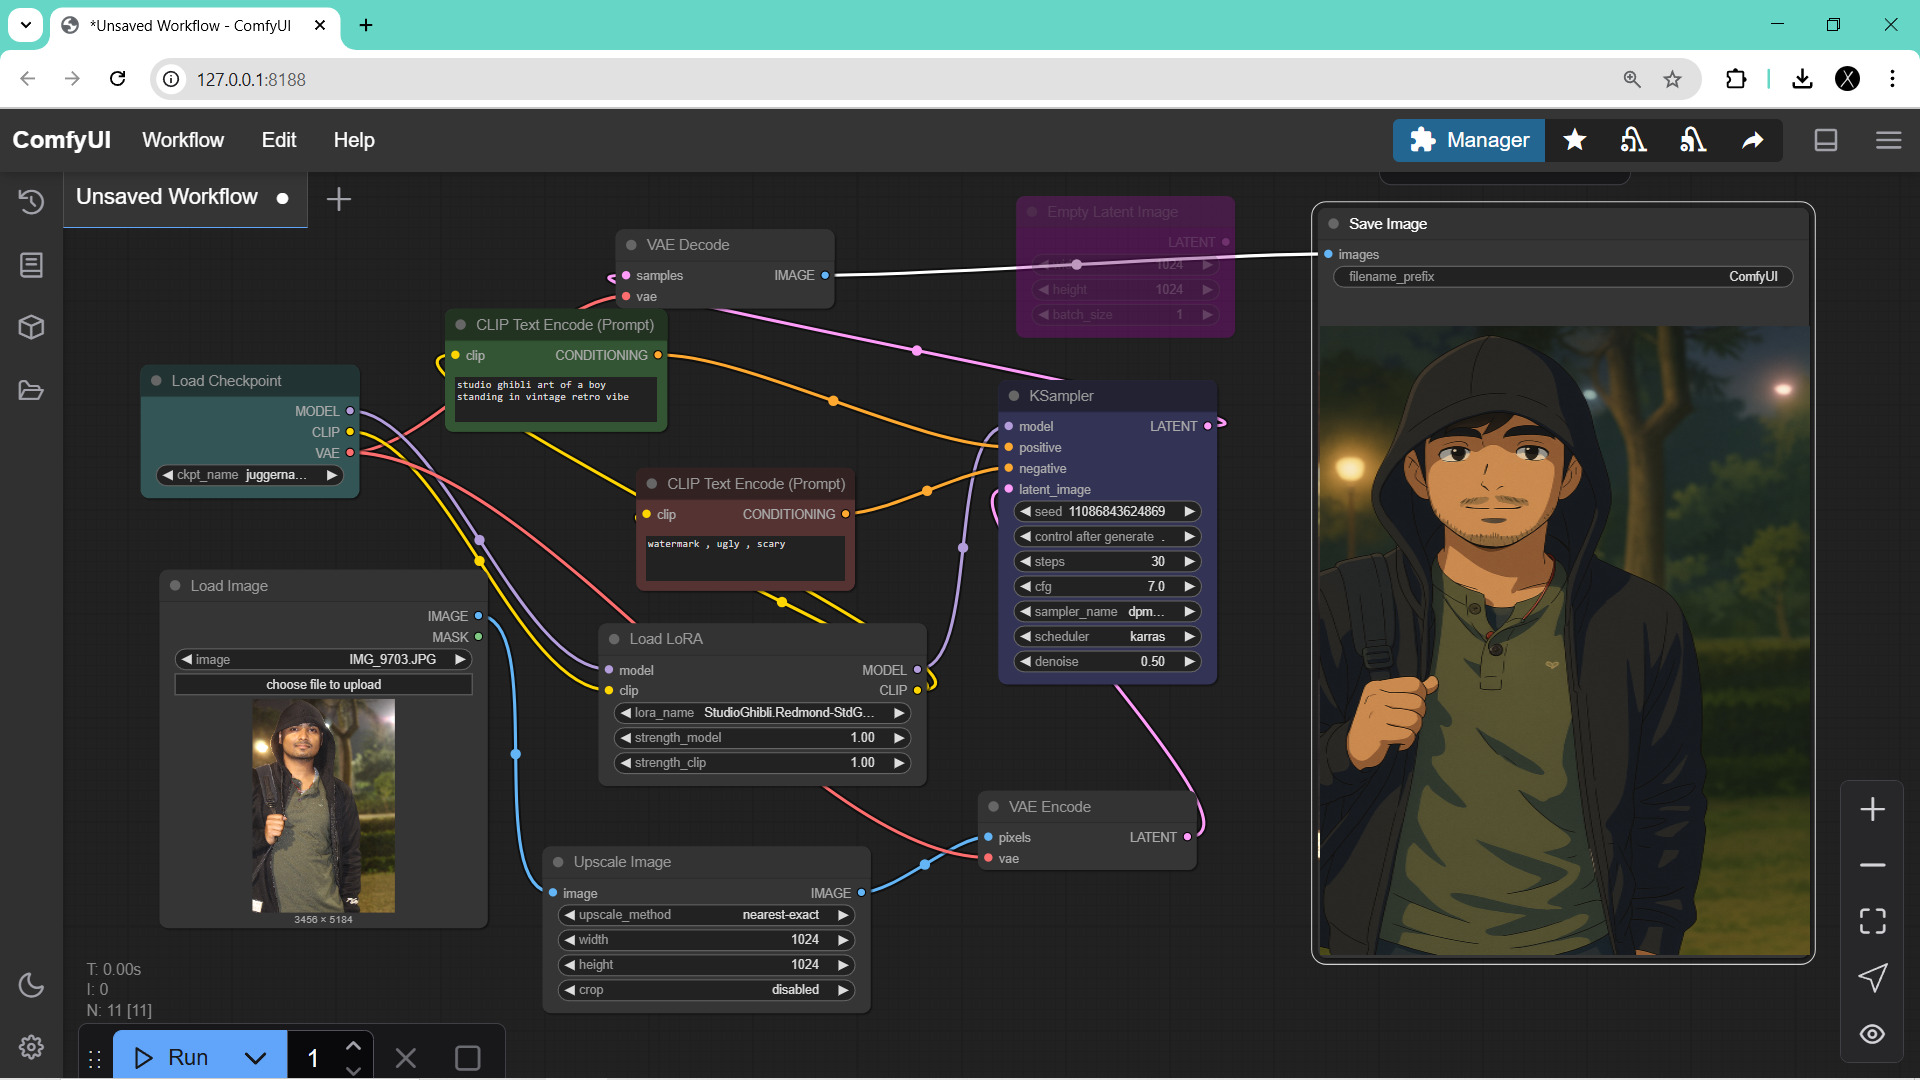 *Unsaved Workflow - ComfyUI
127.0.0.1:8188
X
ComfyUI
Workflow
Edit
Help
Manager
Unsaved Workflow
Empty Latent Image
LATENT
1024
height 1024
batch_size 1
VAE Decode
samples IMAGE
vae
Save Image
images
filename_prefix ComfyUI
CLIP Text Encode (Prompt)
clip CONDITIONING
studio ghibli art of a boy
standing in vintage retro vibe
Load Checkpoint
MODEL
CLIP
VAE
ckpt_name juggerna...
KSampler
model LATENT
positive
negative
latent_image
seed 11086843624869
control after generate .
steps 30
cfg 7.0
sampler_name dpm...
scheduler karras
denoise 0.50
CLIP Text Encode (Prompt)
clip CONDITIONING
watermark , ugly , scary
Load Image
IMAGE
MASK
image IMG_9703.JPG
choose file to upload
3456 × 5184
Load LoRA
model MODEL
clip CLIP
lora_name StudioGhibli.Redmond-StdG...
strength_model 1.00
strength_clip 1.00
VAE Encode
pixels LATENT
vae
Upscale Image
image IMAGE
upscale_method nearest-exact
width 1024
height 1024
crop disabled
T: 0.00s
I: 0
N: 11 [11]
Run
1